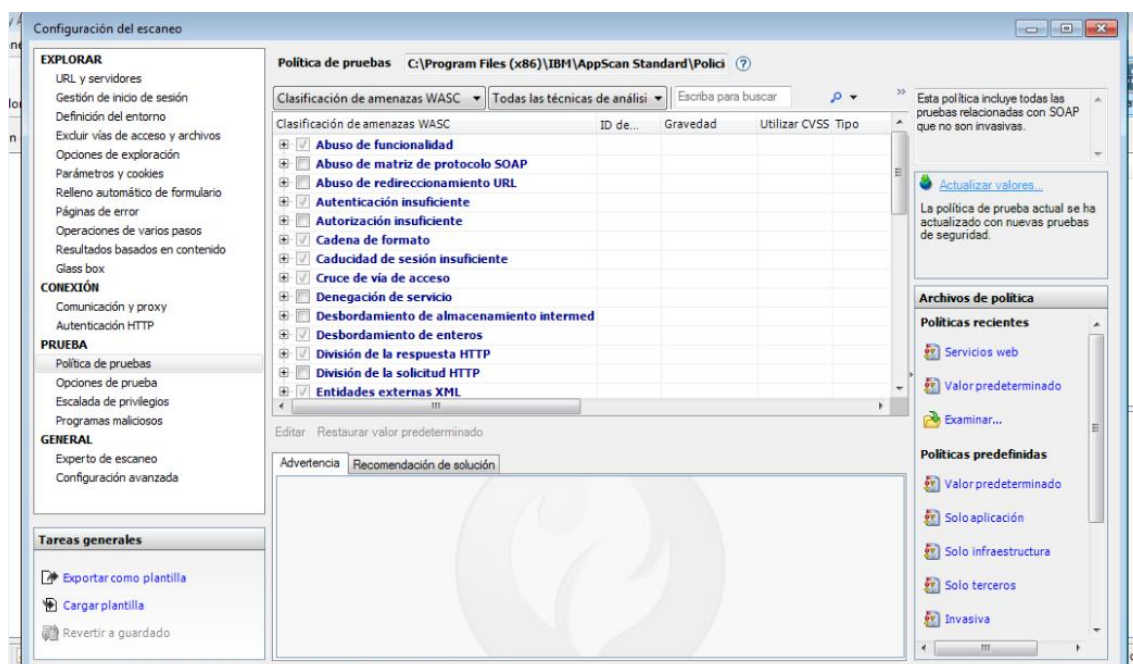 Configuración del escaneo
EXPLORAR
URL y servidores
Gestión de inicio de sesión
Definición del entorno
Excluir vías de acceso y archivos
Opciones de exploración
Parámetros y cookies
Relleno automático de formulario
Páginas de error
Operaciones de varios pasos
Resultados basados en contenido
Glass box
CONEXIÓN
Comunicación y proxy
Autenticación HTTP
PRUEBA
Política de pruebas
Opciones de prueba
Escalada de privilegios
Programas maliciosos
GENERAL
Experto de escaneo
Configuración avanzada
Tareas generales
Exportar como plantilla
Cargar plantilla
Revertir a guardado
Política de pruebas C:\Program Files (x86)\IBM\AppScan Standard\Polici
Clasificación de amenazas WASC Todas las técnicas de análisi Escriba para buscar
Clasificación de amenazas WASC ID de... Gravedad Utilizar CVSS Tipo
Abuso de funcionalidad
Abuso de matriz de protocolo SOAP
Abuso de redireccionamiento URL
Autenticación insuficiente
Autorización insuficiente
Cadena de formato
Caducidad de sesión insuficiente
Cruce de vía de acceso
Denegación de servicio
Desbordamiento de almacenamiento intermed
Desbordamiento de enteros
División de la respuesta HTTP
División de la solicitud HTTP
Entidades externas XML
Editar Restaurar valor predeterminado
Advertencia Recomendación de solución
Esta política incluye todas las
pruebas relacionadas con SOAP
que no son invasivas.
Actualizar valores...
La política de prueba actual se ha
actualizado con nuevas pruebas
de seguridad.
Archivos de política
Políticas recientes
Servicios web
Valor predeterminado
Examinar...
Políticas predefinidas
Valor predeterminado
Solo aplicación
Solo infraestructura
Solo terceros
Invasiva